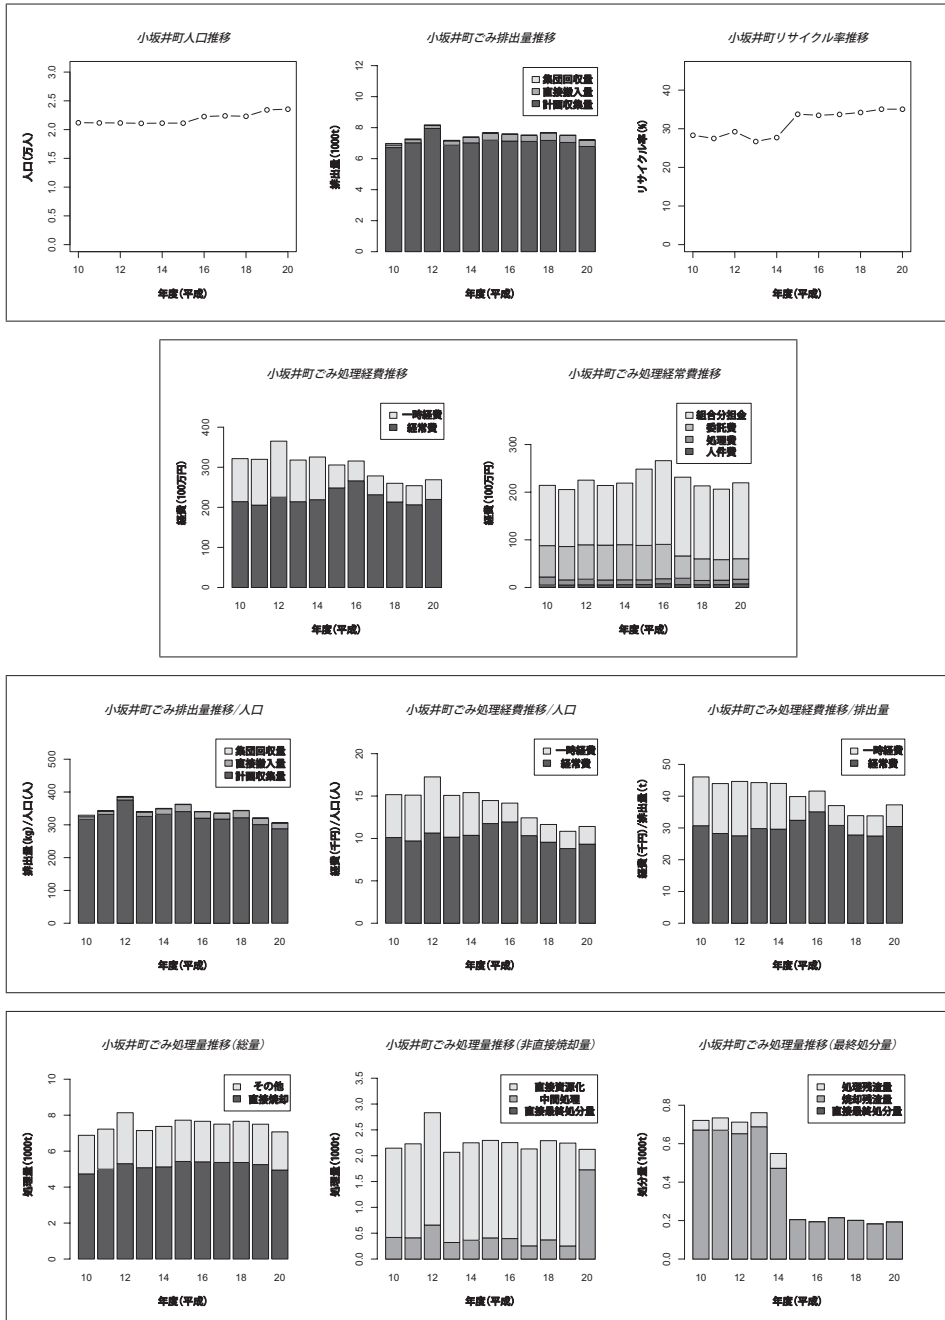 小坂井町人口推移
人口(万人)
0.0 0.5 1.0 1.5 2.0 2.5 3.0
10 12 14 16 18 20
年度(平成)
小坂井町ごみ排出量推移
集団回収量
直接搬入量
計画収集量
排出量(1000t)
0 2 4 6 8 10 12
10 12 14 16 18 20
年度(平成)
小坂井町リサイクル率推移
リサイクル率(%)
0 10 20 30 40
10 12 14 16 18 20
年度(平成)
小坂井町ごみ処理経費推移
一時経費
経常費
経費(100万円)
0 100 200 300 400
10 12 14 16 18 20
年度(平成)
小坂井町ごみ処理経常費推移
組合分担金
委託費
処理費
人件費
経費(100万円)
0 100 200 300
10 12 14 16 18 20
年度(平成)
小坂井町ごみ排出量推移/人口
集団回収量
直接搬入量
計画収集量
排出量(kg)/人口(人)
0 100 200 300 400 500
10 12 14 16 18 20
年度(平成)
小坂井町ごみ処理経費推移/人口
一時経費
経常費
経費(千円)/人口(人)
0 5 10 15 20
10 12 14 16 18 20
年度(平成)
小坂井町ごみ処理経費推移/排出量
一時経費
経常費
経費(千円)/排出量(t)
0 10 20 30 40 50
10 12 14 16 18 20
年度(平成)
小坂井町ごみ処理量推移(総量)
その他
直接焼却
処理量(1000t)
0 2 4 6 8 10
10 12 14 16 18 20
年度(平成)
小坂井町ごみ処理量推移(非直接焼却量)
直接資源化
中間処理
直接最終処分量
処理量(1000t)
0.0 0.5 1.0 1.5 2.0 2.5 3.0 3.5
10 12 14 16 18 20
年度(平成)
小坂井町ごみ処理量推移(最終処分量)
処理残渣量
焼却残渣量
直接最終処分量
処分量(1000t)
0.0 0.2 0.4 0.6 0.8
10 12 14 16 18 20
年度(平成)